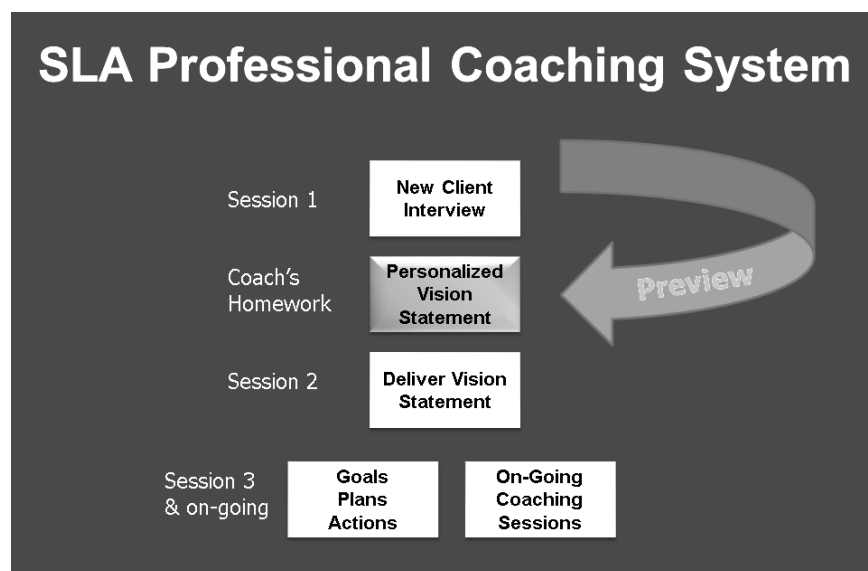 SLA Professional Coaching System
Session 1
New Client
Interview
Coach's
Homework
Personalized
Vision
Statement
Preview
Session 2
Deliver Vision
Statement
Session 3
& on-going
Goals
Plans
Actions
On-Going
Coaching
Sessions